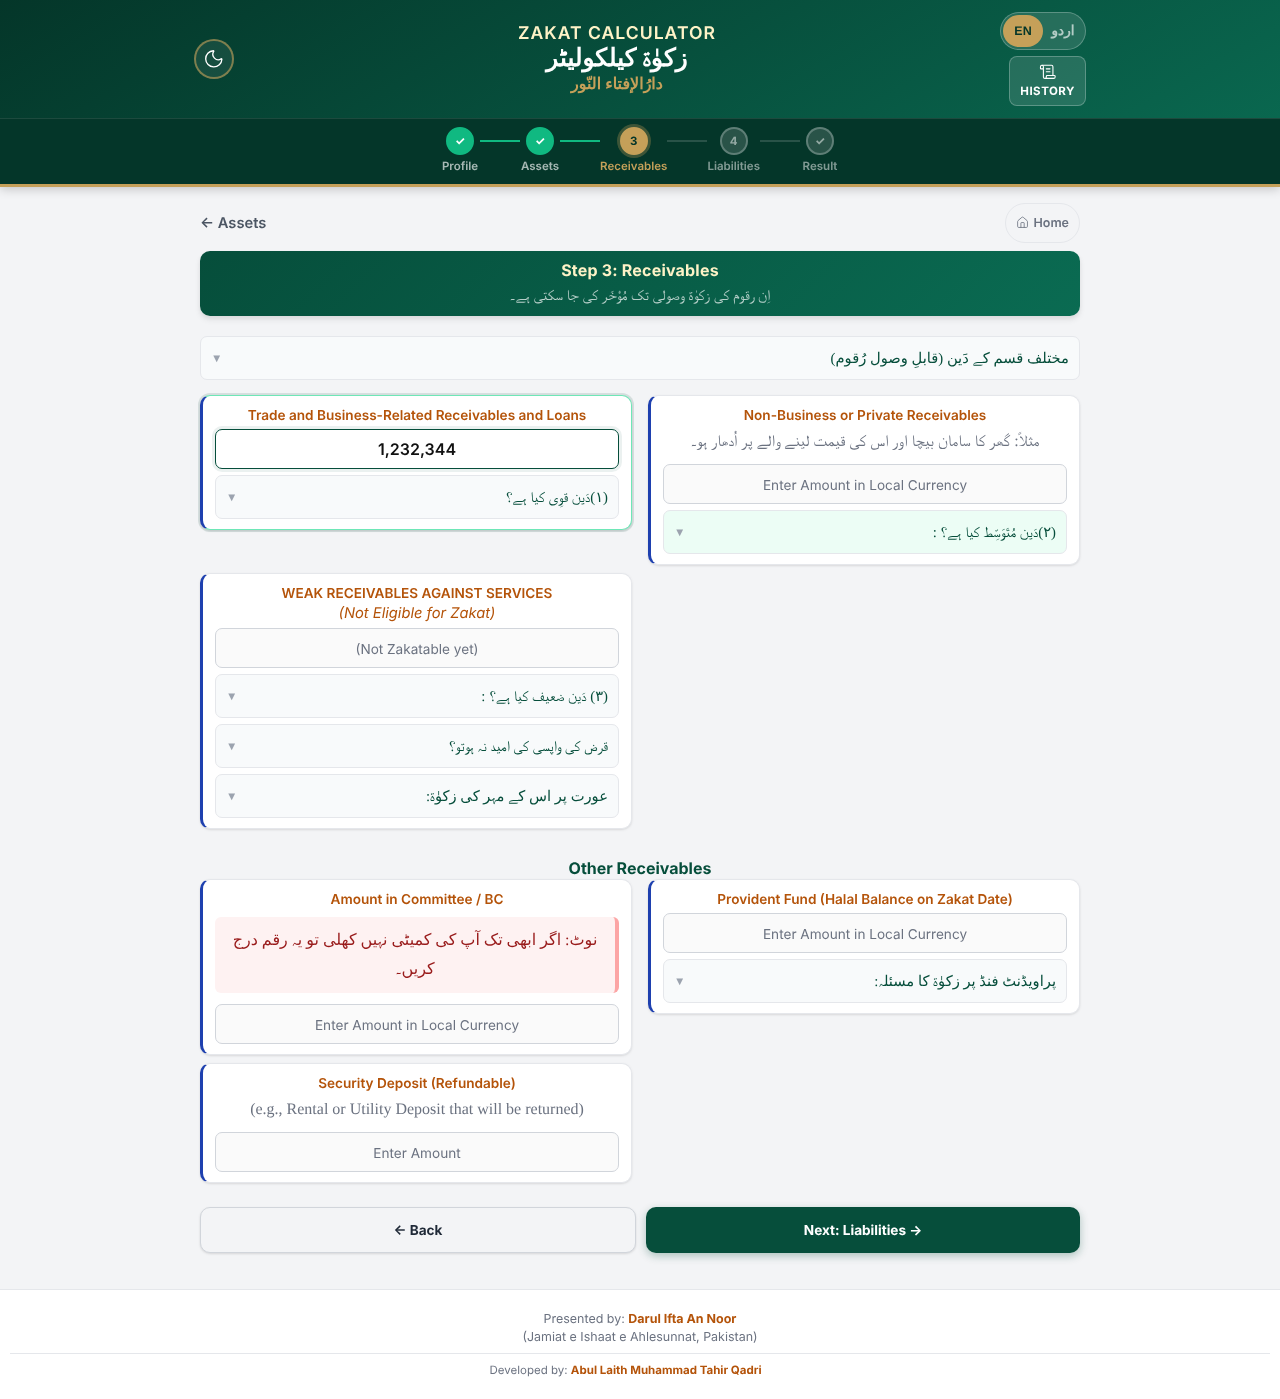 ZAKAT CALCULATOR
زکوٰۃ کیلکولیٹر
دارُالإفتاء النّور
EN
اردو
HISTORY
3
4
Profile
Assets
Receivables
Liabilities
Result
← Assets
Home
Step 3: Receivables
اِن رقوم کی زکوٰۃ وصولی تک مُؤخَر کی جا سکتی ہے۔
مختلف قسم کے دَین (قابلِ وصول رُقوم)
▼
Trade and Business-Related Receivables and Loans
1,232,344
(۱)دَین قوِی کیا ہے؟
▼
Non-Business or Private Receivables
مثلاً: گھر کا سامان بیچا اور اس کی قیمت لینے والے پر اُدھار ہو۔
Enter Amount in Local Currency
(۲)دَین مُتَوَسِّط کیا ہے؟ :
▼
WEAK RECEIVABLES AGAINST SERVICES
(Not Eligible for Zakat)
(Not Zakatable yet)
(۳) دَین ضعیف کیا ہے؟ :
▼
قرض کی واپسی کی امید نہ ہوتو؟
▼
عورت پر اس کے مہر کی زکوٰۃ:
▼
Other Receivables
Amount in Committee / BC
نوٹ: اگر ابھی تک آپ کی کمیٹی نہیں کھلی تو یہ رقم درج
کریں۔
Enter Amount in Local Currency
Provident Fund (Halal Balance on Zakat Date)
Enter Amount in Local Currency
پراویڈنٹ فنڈ پر زکوٰۃ کا مسئلہ:
▼
Security Deposit (Refundable)
(e.g., Rental or Utility Deposit that will be returned)
Enter Amount
← Back
Next: Liabilities →
Presented by: Darul Ifta An Noor
(Jamiat e Ishaat e Ahlesunnat, Pakistan)
Developed by: Abul Laith Muhammad Tahir Qadri